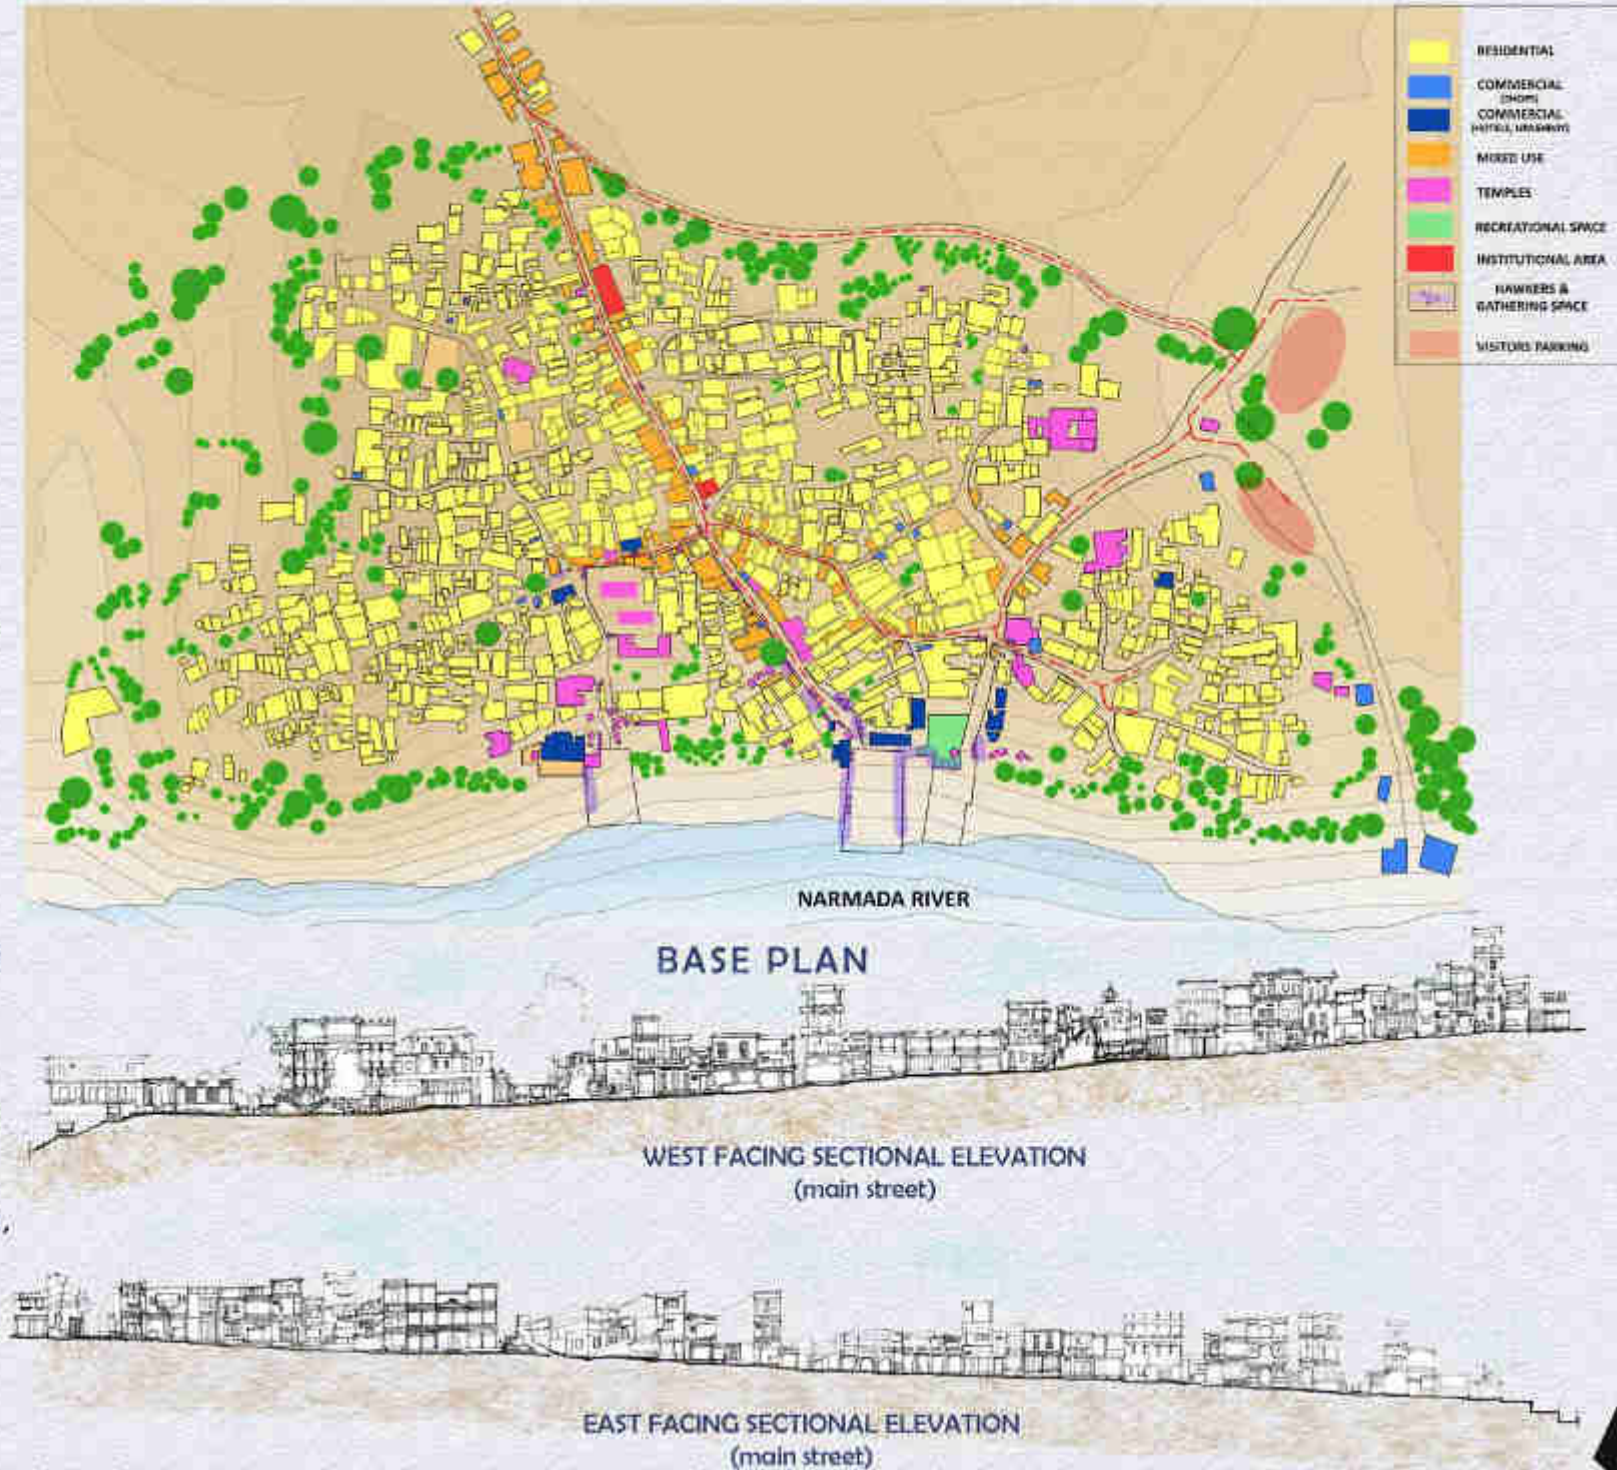 RESIDENTIAL
COMMERCIAL
(SHOPS)
COMMERCIAL
MIXED USE
TEMPLES
RECREATIONAL SPACE
INSTITUTIONAL AREA
HAWKERS &
GATHERING SPACE
VISITORS PARKING
NARMADA RIVER
BASE PLAN
WEST FACING SECTIONAL ELEVATION
(main street)
EAST FACING SECTIONAL ELEVATION
(main street)